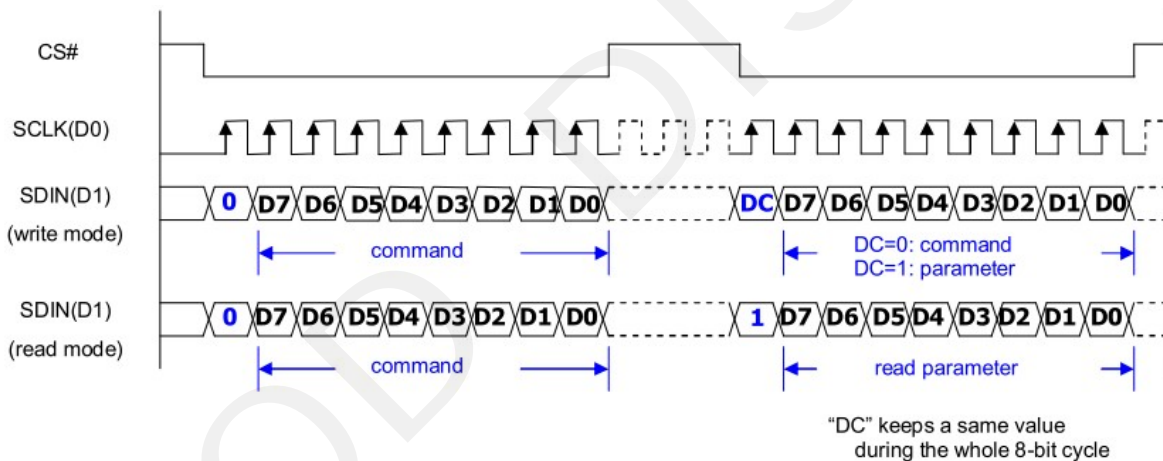 CS#
SCLK(D0)
SDIN(D1)
(write mode)
0 D7 D6 D5 D4 D3 D2 D1 D0
DC D7 D6 D5 D4 D3 D2 D1 D0
command
DC=0: command
DC=1: parameter
SDIN(D1)
(read mode)
0 D7 D6 D5 D4 D3 D2 D1 D0
1 D7 D6 D5 D4 D3 D2 D1 D0
command
read parameter
“DC” keeps a same value
during the whole 8-bit cycle